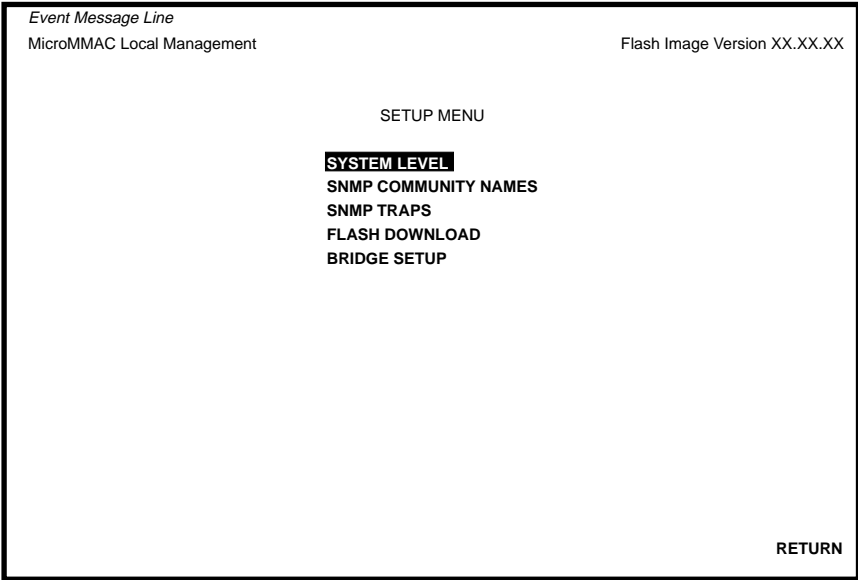 Event Message Line
MicroMMAC Local Management Flash Image Version XX.XX.XX
SETUP MENU
SYSTEM LEVEL
SNMP COMMUNITY NAMES
SNMP TRAPS
FLASH DOWNLOAD
BRIDGE SETUP
RETURN